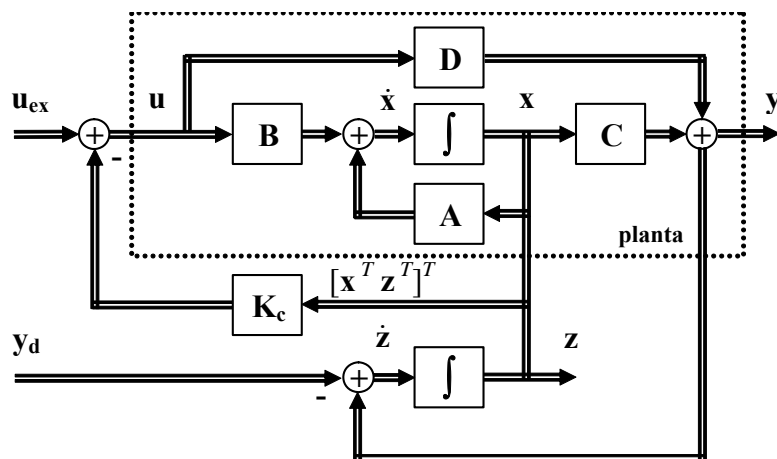 D
u_ex u ẋ x y
+ B + ∫ C +
-
A
planta
[x^T z^T]^T
K_c
y_d ż z
+ ∫
-